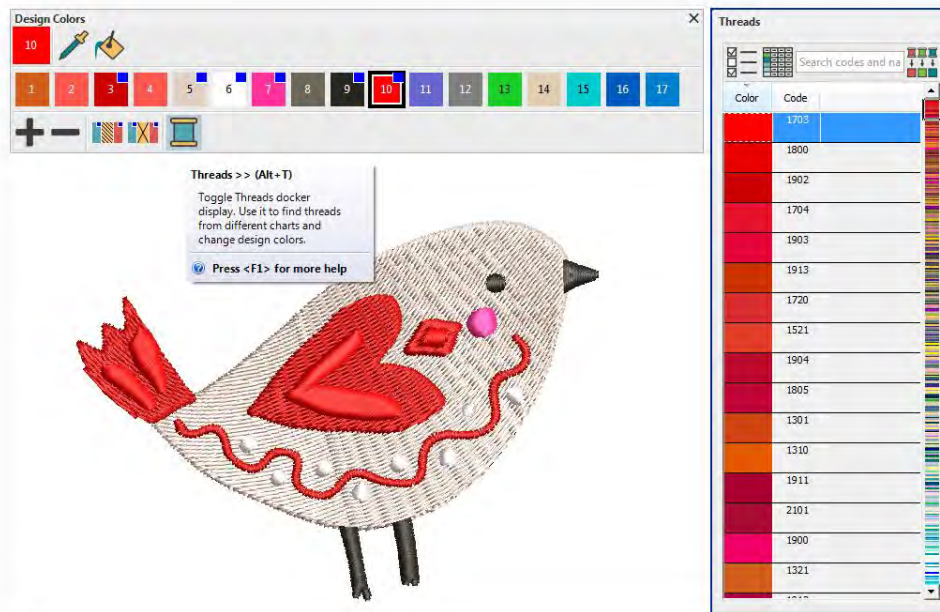 Design Colors
10
1 2 3 4 5 6 7 8 9 10 11 12 13 14 15 16 17
Threads >> (Alt+T)
Toggle Threads docker
display. Use it to find threads
from different charts and
change design colors.
Press <F1> for more help
Threads
Search codes and na
Color Code
1703
1800
1902
1704
1903
1913
1720
1521
1904
1805
1301
1310
1911
2101
1900
1321